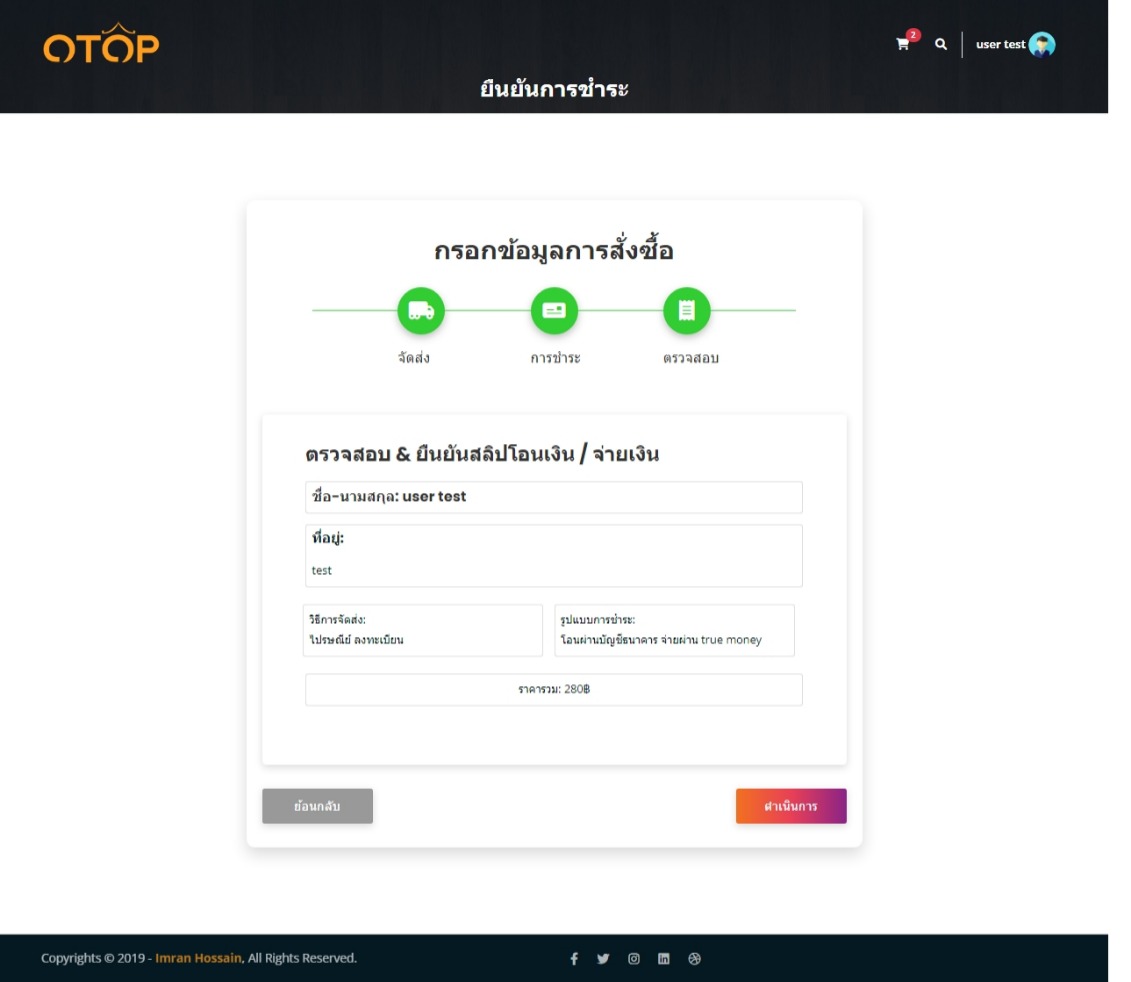 OTOP
2
user test
ยืนยันการชำระ
กรอกข้อมูลการสั่งซื้อ
จัดส่ง
การชำระ
ตรวจสอบ
ตรวจสอบ & ยืนยันสลิปโอนเงิน / จ่ายเงิน
ชื่อ-นามสกุล: user test
ที่อยู่:
test
วิธีการจัดส่ง:
ไปรษณีย์ ลงทะเบียน
รูปแบบการชำระ:
โอนผ่านบัญชีธนาคาร จ่ายผ่าน true money
ราคารวม: 280฿
ย้อนกลับ
ดำเนินการ
Copyrights © 2019 - Imran Hossain, All Rights Reserved.